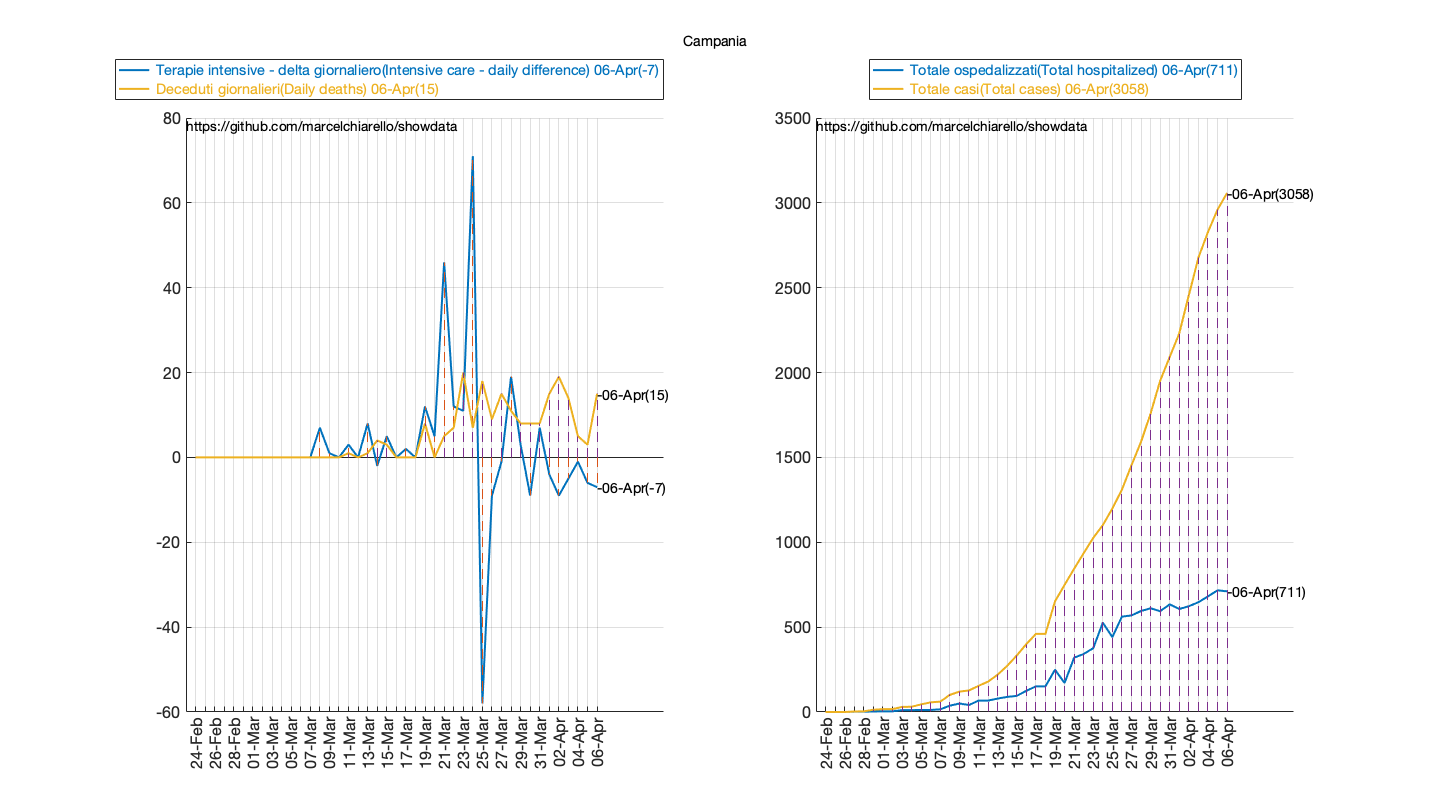 Campania
Terapie intensive - delta giornaliero(Intensive care - daily difference) 06-Apr(-7)
Deceduti giornalieri(Daily deaths) 06-Apr(15)
https://github.com/marcelchiarello/showdata
80
60
40
20
0
-20
-40
-60
-06-Apr(15)
-06-Apr(-7)
24-Feb
26-Feb
28-Feb
01-Mar
03-Mar
05-Mar
07-Mar
09-Mar
11-Mar
13-Mar
15-Mar
17-Mar
19-Mar
21-Mar
23-Mar
25-Mar
27-Mar
29-Mar
31-Mar
02-Apr
04-Apr
06-Apr
Totale ospedalizzati(Total hospitalized) 06-Apr(711)
Totale casi(Total cases) 06-Apr(3058)
https://github.com/marcelchiarello/showdata
3500
3000
2500
2000
1500
1000
500
0
-06-Apr(3058)
-06-Apr(711)
24-Feb
26-Feb
28-Feb
01-Mar
03-Mar
05-Mar
07-Mar
09-Mar
11-Mar
13-Mar
15-Mar
17-Mar
19-Mar
21-Mar
23-Mar
25-Mar
27-Mar
29-Mar
31-Mar
02-Apr
04-Apr
06-Apr